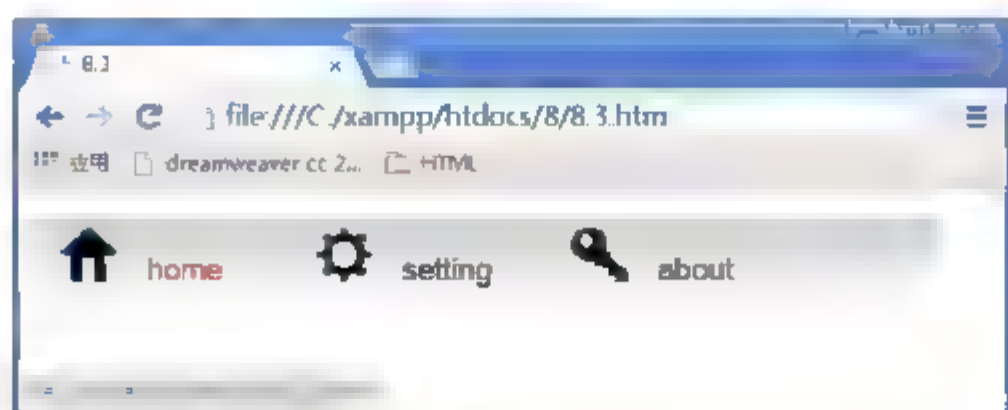 8.3
file:///C:/xampp/htdocs/8/8.3.htm
应用 dreamweaver cc 2... HTML
home setting about